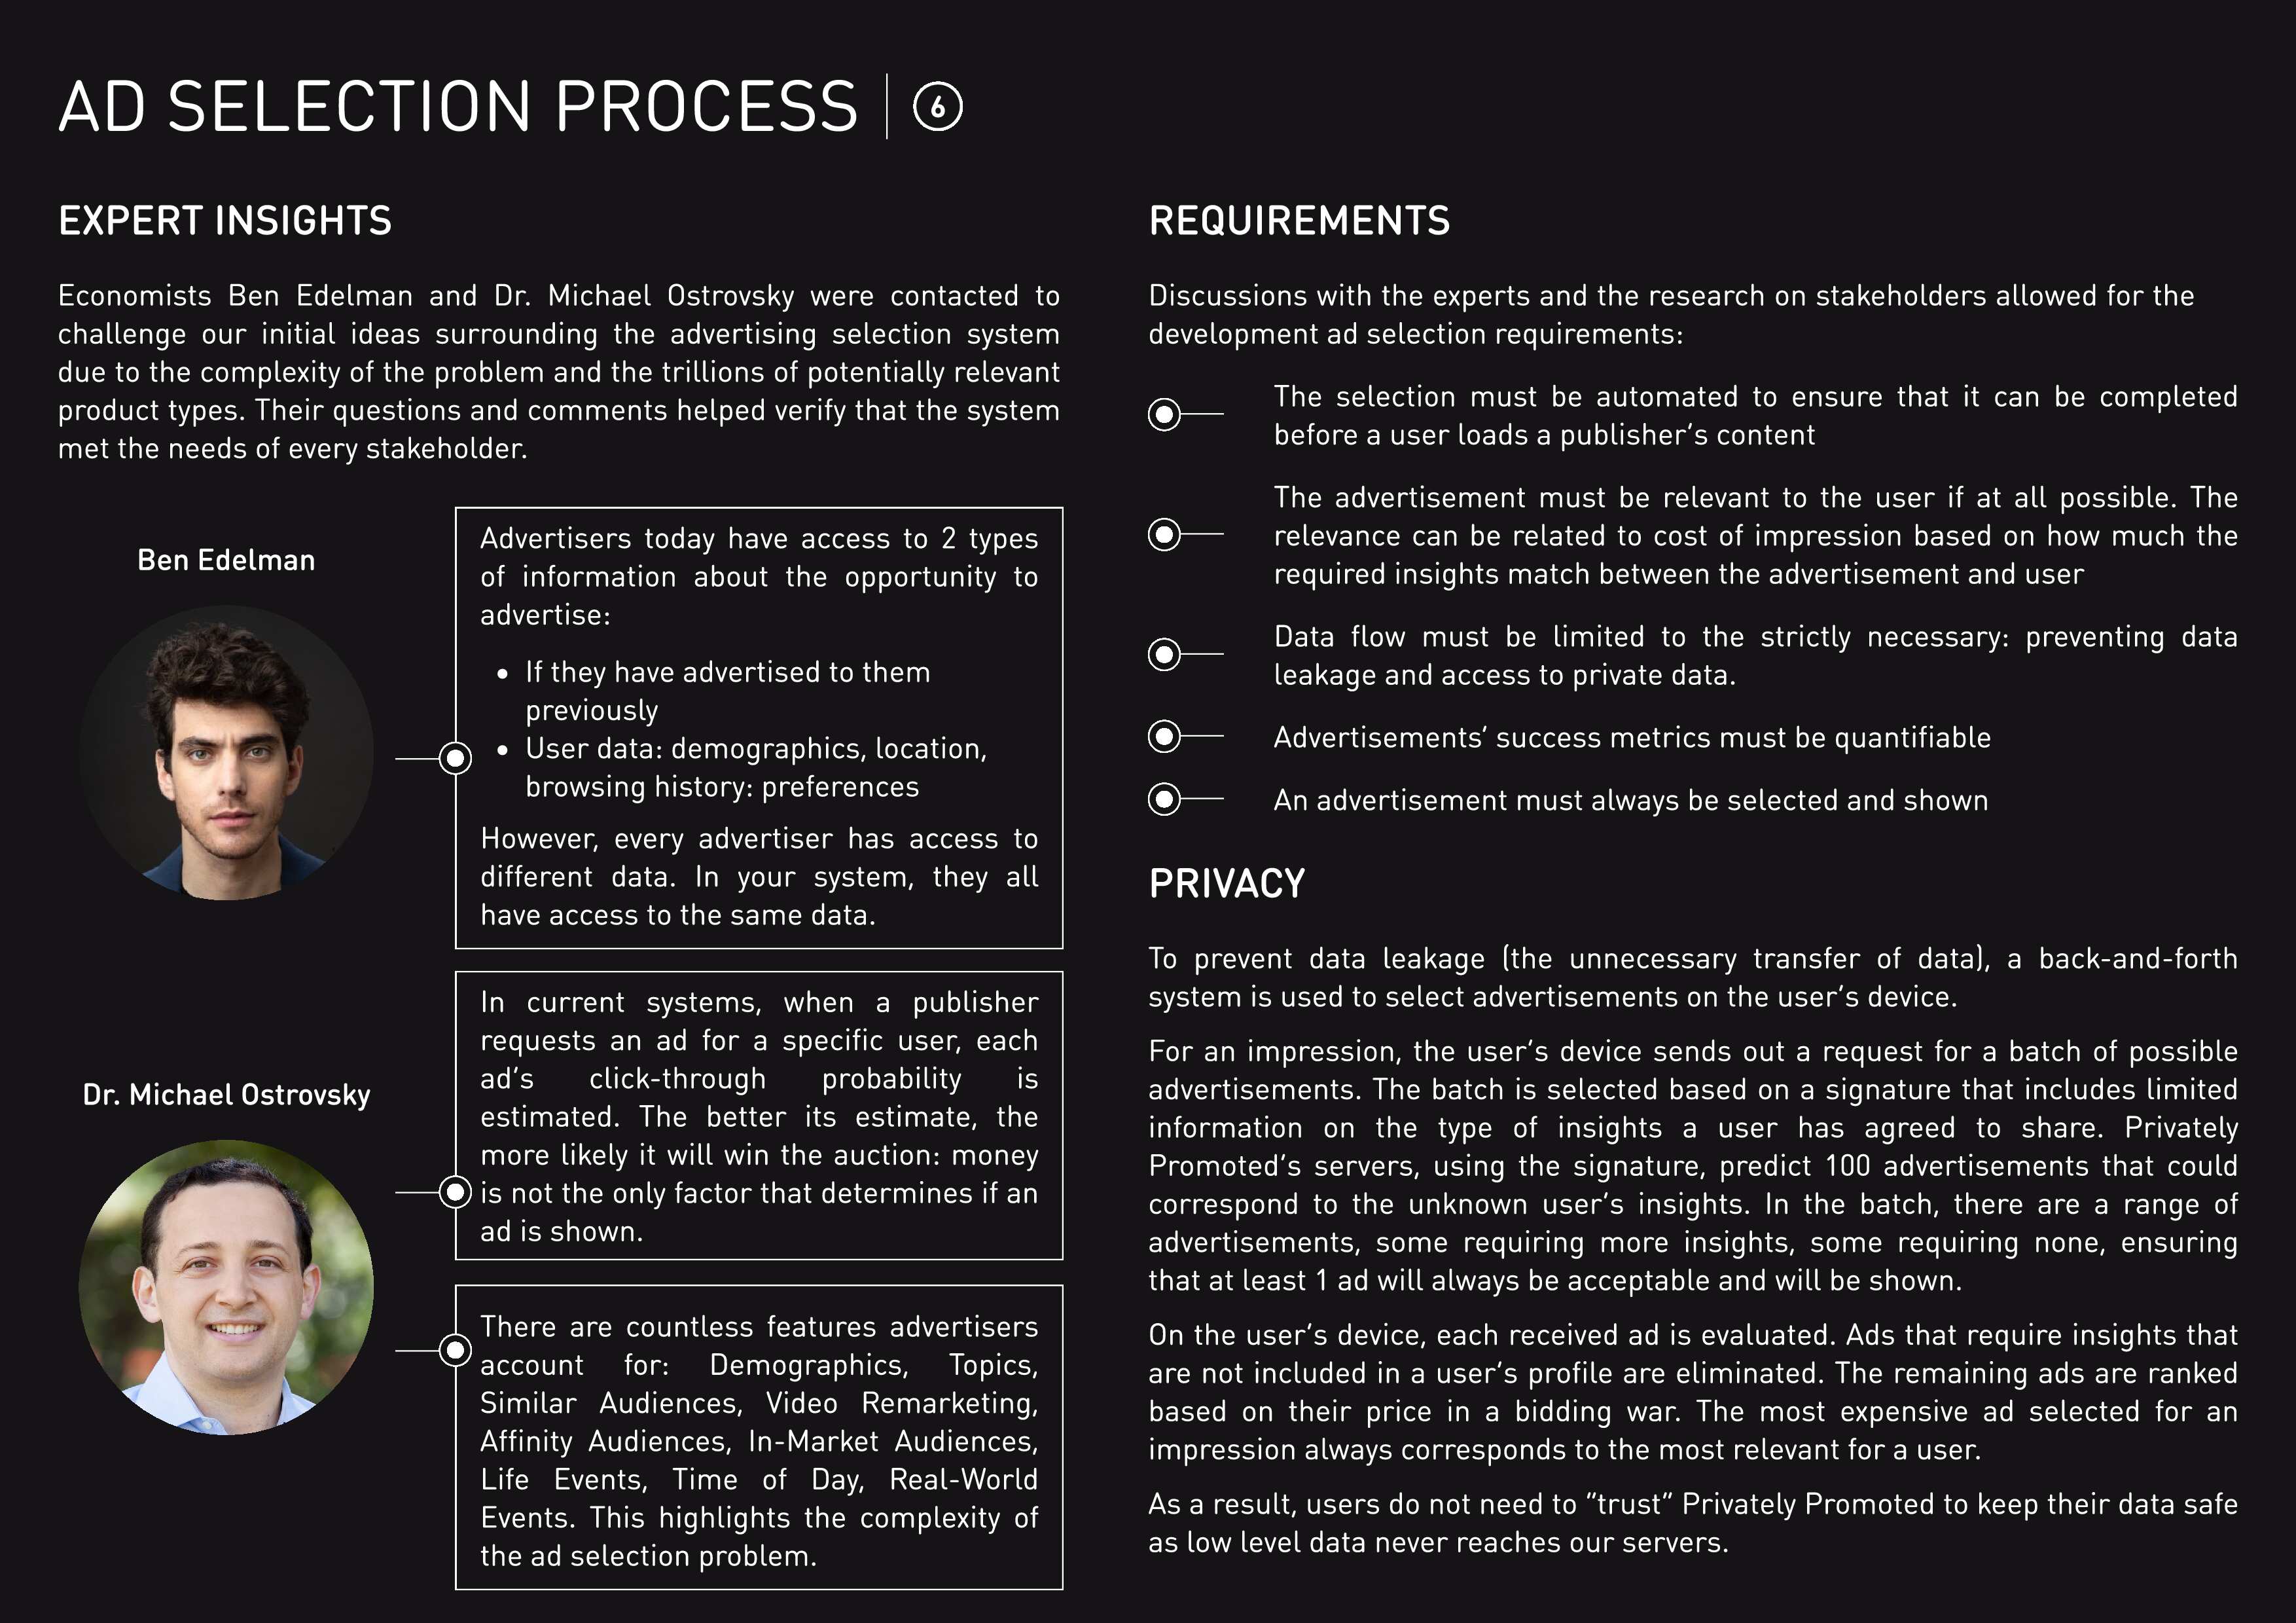 AD SELECTION PROCESS
6
EXPERT INSIGHTS
Economists Ben Edelman and Dr. Michael Ostrovsky were contacted to
challenge our initial ideas surrounding the advertising selection system
due to the complexity of the problem and the trillions of potentially relevant
product types. Their questions and comments helped verify that the system
met the needs of every stakeholder.
Ben Edelman
Advertisers today have access to 2 types
of information about the opportunity to
advertise:
• If they have advertised to them
previously
• User data: demographics, location,
browsing history: preferences
However, every advertiser has access to
different data. In your system, they all
have access to the same data.
Dr. Michael Ostrovsky
In current systems, when a publisher
requests an ad for a specific user, each
ad's click-through probability is
estimated. The better its estimate, the
more likely it will win the auction: money
is not the only factor that determines if an
ad is shown.
There are countless features advertisers
account for: Demographics, Topics,
Similar Audiences, Video Remarketing,
Affinity Audiences, In-Market Audiences,
Life Events, Time of Day, Real-World
Events. This highlights the complexity of
the ad selection problem.
REQUIREMENTS
Discussions with the experts and the research on stakeholders allowed for the
development ad selection requirements:
The selection must be automated to ensure that it can be completed
before a user loads a publisher's content
The advertisement must be relevant to the user if at all possible. The
relevance can be related to cost of impression based on how much the
required insights match between the advertisement and user
Data flow must be limited to the strictly necessary: preventing data
leakage and access to private data.
Advertisements' success metrics must be quantifiable
An advertisement must always be selected and shown
PRIVACY
To prevent data leakage (the unnecessary transfer of data), a back-and-forth
system is used to select advertisements on the user's device.
For an impression, the user's device sends out a request for a batch of possible
advertisements. The batch is selected based on a signature that includes limited
information on the type of insights a user has agreed to share. Privately
Promoted's servers, using the signature, predict 100 advertisements that could
correspond to the unknown user's insights. In the batch, there are a range of
advertisements, some requiring more insights, some requiring none, ensuring
that at least 1 ad will always be acceptable and will be shown.
On the user's device, each received ad is evaluated. Ads that require insights that
are not included in a user's profile are eliminated. The remaining ads are ranked
based on their price in a bidding war. The most expensive ad selected for an
impression always corresponds to the most relevant for a user.
As a result, users do not need to "trust" Privately Promoted to keep their data safe
as low level data never reaches our servers.